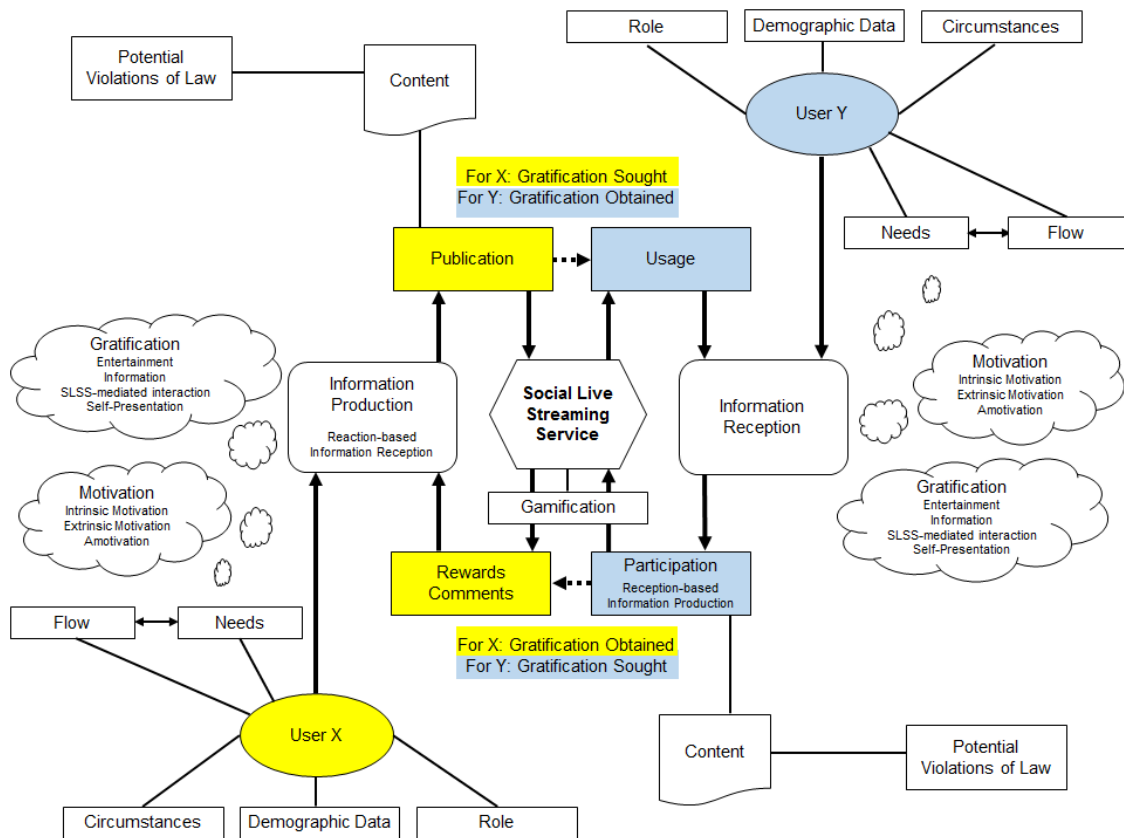 Role
Demographic Data
Circumstances
Potential
Violations of Law
Content
User Y
For X: Gratification Sought
For Y: Gratification Obtained
Needs
Flow
Publication
Usage
Gratification
Entertainment
Information
SLSS-mediated interaction
Self-Presentation
Information
Production
Reaction-based
Information Reception
Social Live
Streaming
Service
Information
Reception
Motivation
Intrinsic Motivation
Extrinsic Motivation
Amotivation
Motivation
Intrinsic Motivation
Extrinsic Motivation
Amotivation
Gamification
Gratification
Entertainment
Information
SLSS-mediated interaction
Self-Presentation
Rewards
Comments
Participation
Reception-based
Information Production
Flow
Needs
For X: Gratification Obtained
For Y: Gratification Sought
User X
Content
Potential
Violations of Law
Circumstances
Demographic Data
Role